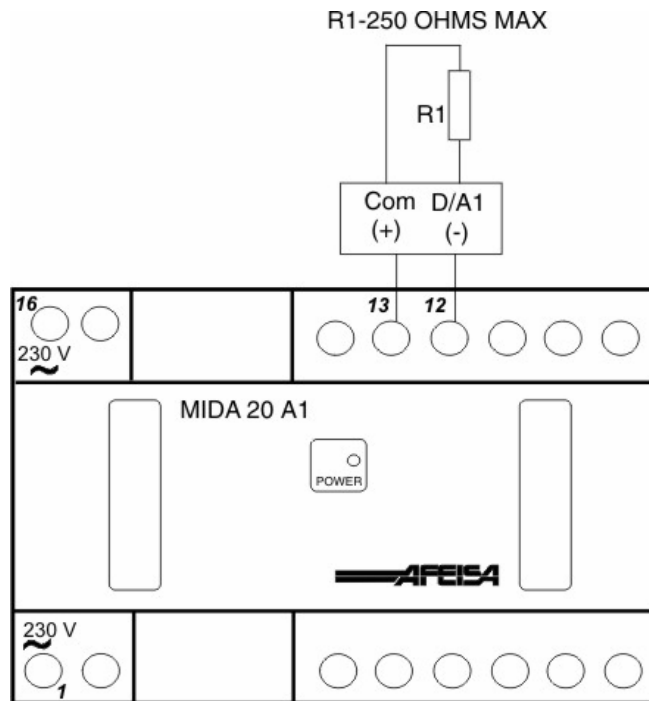 R1-250 OHMS MAX
R1
Com D/A1
(+) (-)
16 13 12
230 V
~
MIDA 20 A1
POWER
AFEISA
230 V
~
1